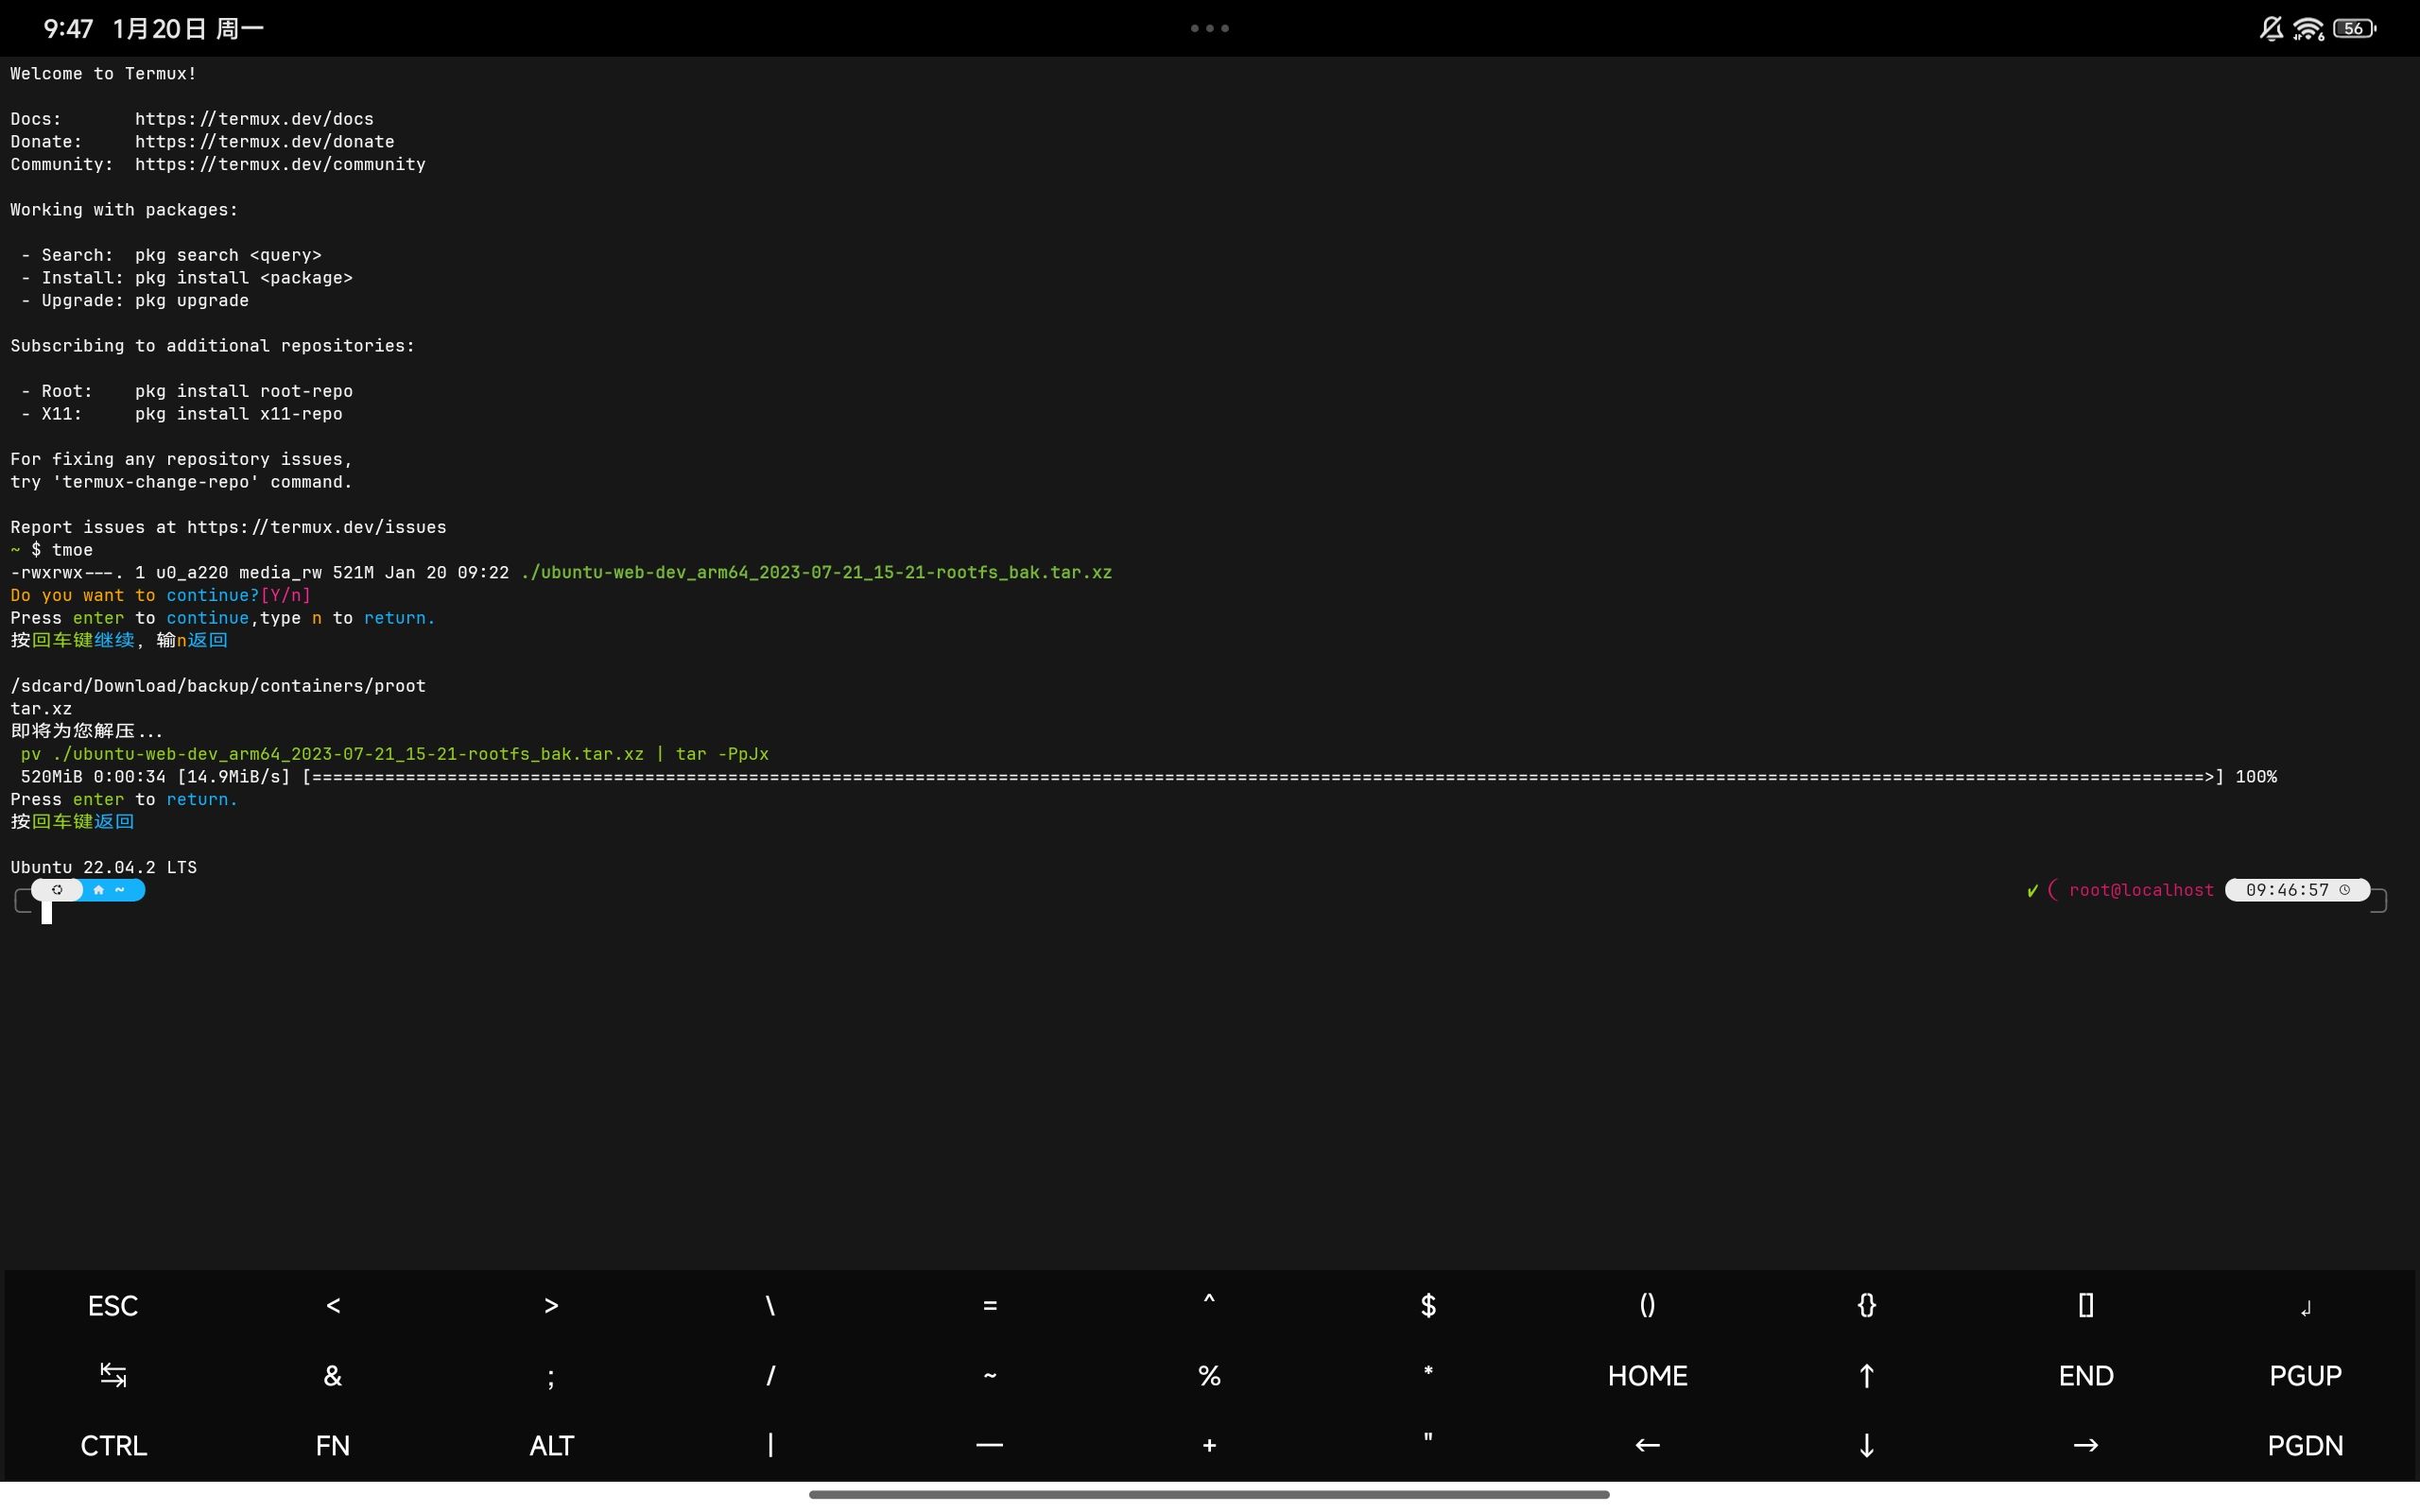 9:47 1月20日 周一
56
Welcome to Termux!
Docs: https://termux.dev/docs
Donate: https://termux.dev/donate
Community: https://termux.dev/community
Working with packages:
- Search: pkg search <query>
- Install: pkg install <package>
- Upgrade: pkg upgrade
Subscribing to additional repositories:
- Root: pkg install root-repo
- X11: pkg install x11-repo
For fixing any repository issues,
try 'termux-change-repo' command.
Report issues at https://termux.dev/issues
~ $ tmoe
-rwxrwx---. 1 u0_a220 media_rw 521M Jan 20 09:22 ./ubuntu-web-dev_arm64_2023-07-21_15-21-rootfs_bak.tar.xz
Do you want to continue?[Y/n]
Press enter to continue,type n to return.
按回车键继续，输n返回
/sdcard/Download/backup/containers/proot
tar.xz
即将为您解压...
pv ./ubuntu-web-dev_arm64_2023-07-21_15-21-rootfs_bak.tar.xz | tar -PpJx
520MiB 0:00:34 [14.9MiB/s] [==============================================================================================================================================================================>] 100%
Press enter to return.
按回车键返回
Ubuntu 22.04.2 LTS
~ ✓ ( root@localhost 09:46:57
ESC < > \ = ^ $ () {} [] ↲
↹ & ; / ~ % * HOME ↑ END PGUP
CTRL FN ALT | — + " ← ↓ → PGDN